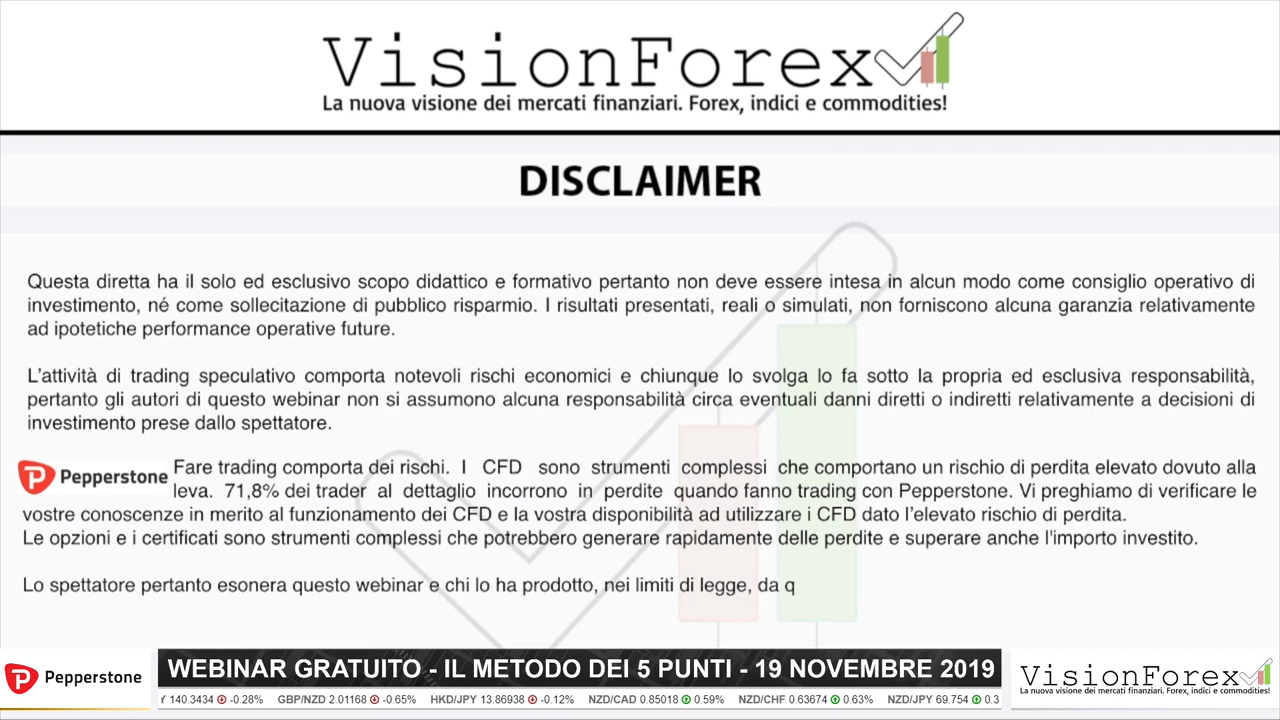 VisionForex
La nuova visione dei mercati finanziari. Forex, indici e commodities!
DISCLAIMER
Questa diretta ha il solo ed esclusivo scopo didattico e formativo pertanto non deve essere intesa in alcun modo come consiglio operativo di
investimento, né come sollecitazione di pubblico risparmio. I risultati presentati, reali o simulati, non forniscono alcuna garanzia relativamente
ad ipotetiche performance operative future.
L'attività di trading speculativo comporta notevoli rischi economici e chiunque lo svolga lo fa sotto la propria ed esclusiva responsabilità,
pertanto gli autori di questo webinar non si assumono alcuna responsabilità circa eventuali danni diretti o indiretti relativamente a decisioni di
investimento prese dallo spettatore.
Pepperstone Fare trading comporta dei rischi. I CFD sono strumenti complessi che comportano un rischio di perdita elevato dovuto alla
leva. 71,8% dei trader al dettaglio incorrono in perdite quando fanno trading con Pepperstone. Vi preghiamo di verificare le
vostre conoscenze in merito al funzionamento dei CFD e la vostra disponibilità ad utilizzare i CFD dato l'elevato rischio di perdita.
Le opzioni e i certificati sono strumenti complessi che potrebbero generare rapidamente delle perdite e superare anche l'importo investito.
Lo spettatore pertanto esonera questo webinar e chi lo ha prodotto, nei limiti di legge, da q
Pepperstone
WEBINAR GRATUITO - IL METODO DEI 5 PUNTI - 19 NOVEMBRE 2019
140.3434 -0.28% GBP/NZD 2.01168 -0.65% HKD/JPY 13.86938 -0.12% NZD/CAD 0.85018 0.59% NZD/CHF 0.63674 0.63% NZD/JPY 69.754 0.3
VisionForex
La nuova visione dei mercati finanziari. Forex, indici e commodities!